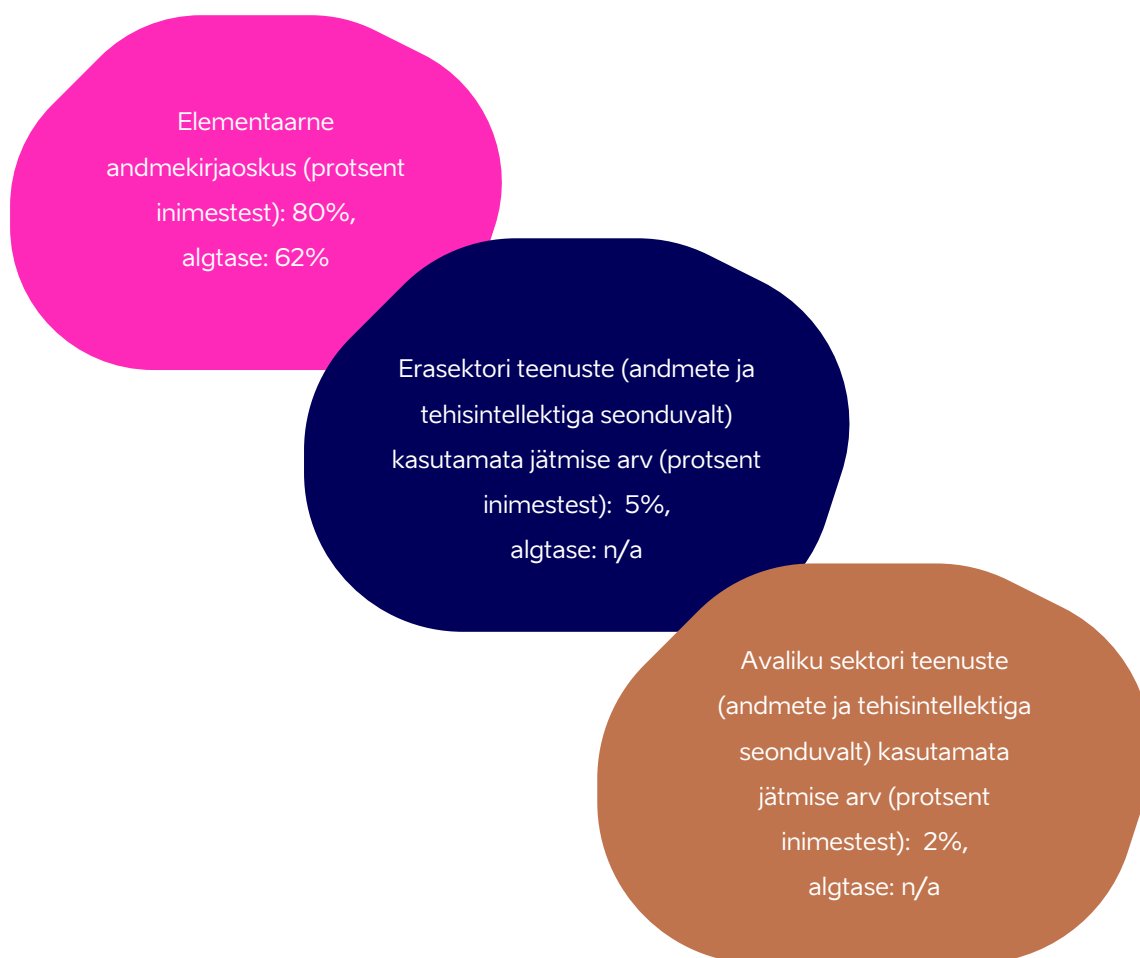 Elementaarne
andmekirjaoskus (protsent
inimestest): 80%,
algtase: 62%
Erasektori teenuste (andmete ja
tehisintellektiga seonduvalt)
kasutamata jätmise arv (protsent
inimestest):  5%,
algtase: n/a
Avaliku sektori teenuste
(andmete ja tehisintellektiga
seonduvalt) kasutamata
jätmise arv (protsent
inimestest):  2%,
algtase: n/a